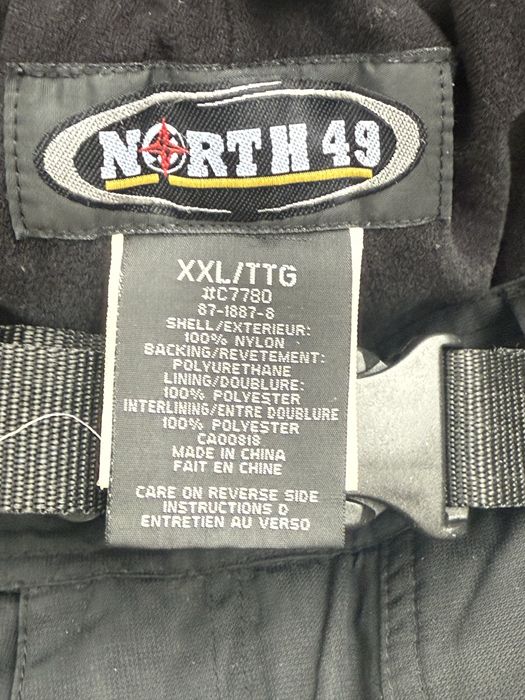 NORTH 49
XXL/TTG
#C7780
87-1887-8
SHELL/EXTERIEUR:
100% NYLON
BACKING/REVETEMENT:
POLYURETHANE
LINING/DOUBLURE:
100% POLYESTER
INTERLINING/ENTRE DOUBLURE
100% POLYESTER
CA00818
MADE IN CHINA
FAIT EN CHINE
CARE ON REVERSE SIDE
INSTRUCTIONS D
ENTRETIEN AU VERSO